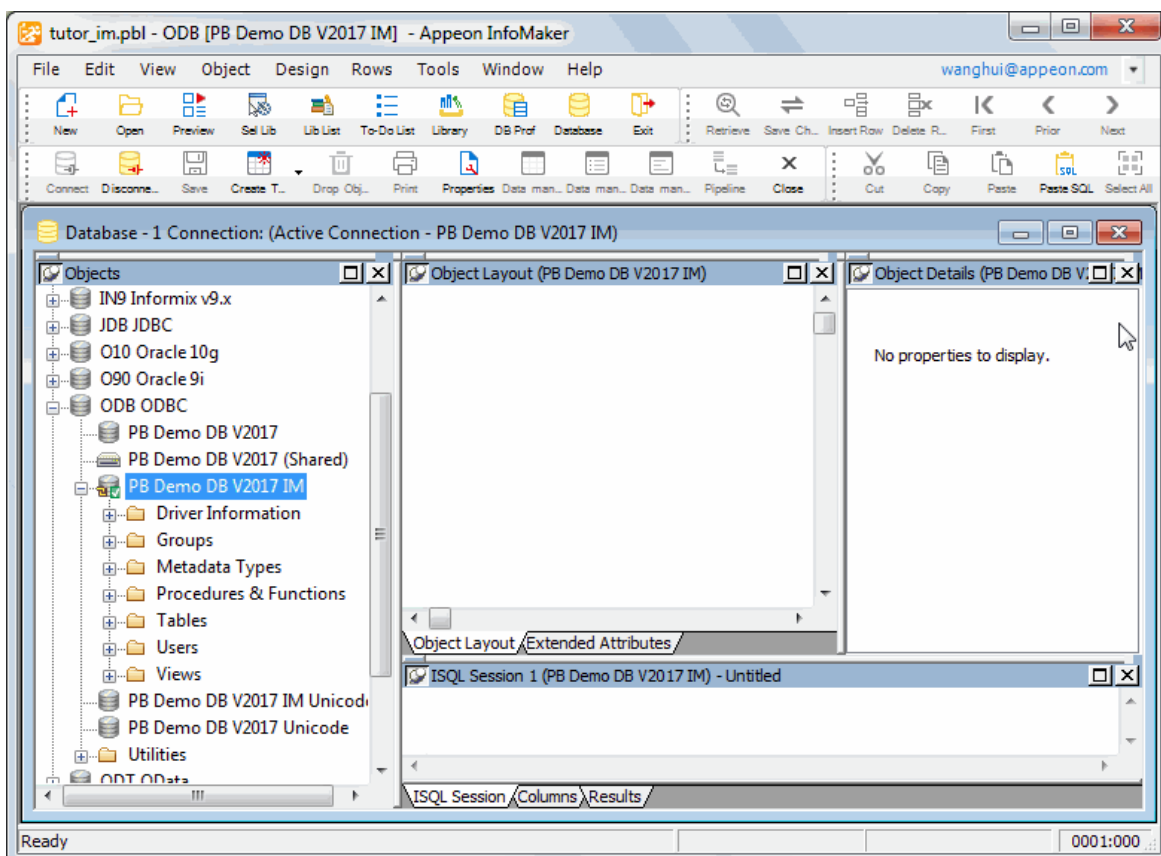 tutor_im.pbl - ODB [PB Demo DB V2017 IM] - Appeon InfoMaker
File Edit View Object Design Rows Tools Window Help wanghui@appeon.com
New Open Preview Sel Lib Lib List To-Do List Library DB Prof Database Exit Retrieve Save Ch... Insert Row Delete R... First Prior Next
Connect Disconne... Save Create T... Drop Obj... Print Properties Data man... Data man... Data man... Pipeline Close Cut Copy Paste Paste SQL Select All
Database - 1 Connection: (Active Connection - PB Demo DB V2017 IM)
Objects
IN9 Informix v9.x
JDB JDBC
O10 Oracle 10g
O90 Oracle 9i
ODB ODBC
PB Demo DB V2017
PB Demo DB V2017 (Shared)
PB Demo DB V2017 IM
Driver Information
Groups
Metadata Types
Procedures & Functions
Tables
Users
Views
PB Demo DB V2017 IM Unicod
PB Demo DB V2017 Unicode
Utilities
ODT OData
Object Layout (PB Demo DB V2017 IM)
Object Layout Extended Attributes
Object Details (PB Demo DB V
No properties to display.
ISQL Session 1 (PB Demo DB V2017 IM) - Untitled
ISQL Session Columns Results
Ready 0001:000